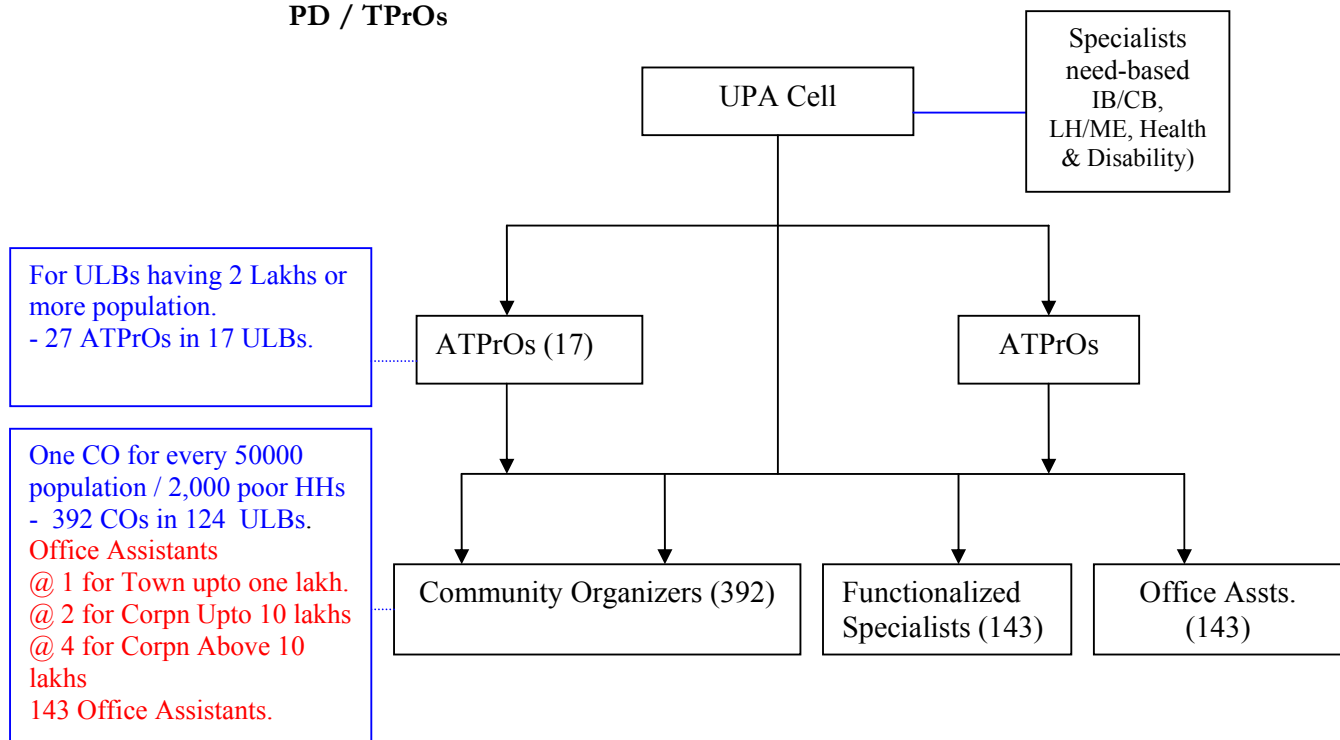 PD / TPrOs
UPA Cell
Specialists
need-based
IB/CB,
LH/ME, Health
& Disability)
For ULBs having 2 Lakhs or
more population.
- 27 ATPrOs in 17 ULBs.
ATPrOs (17)
ATPrOs
One CO for every 50000
population / 2,000 poor HHs
- 392 COs in 124 ULBs.
Office Assistants
@ 1 for Town upto one lakh.
@ 2 for Corpn Upto 10 lakhs
@ 4 for Corpn Above 10
lakhs
143 Office Assistants.
Community Organizers (392)
Functionalized
Specialists (143)
Office Assts.
(143)